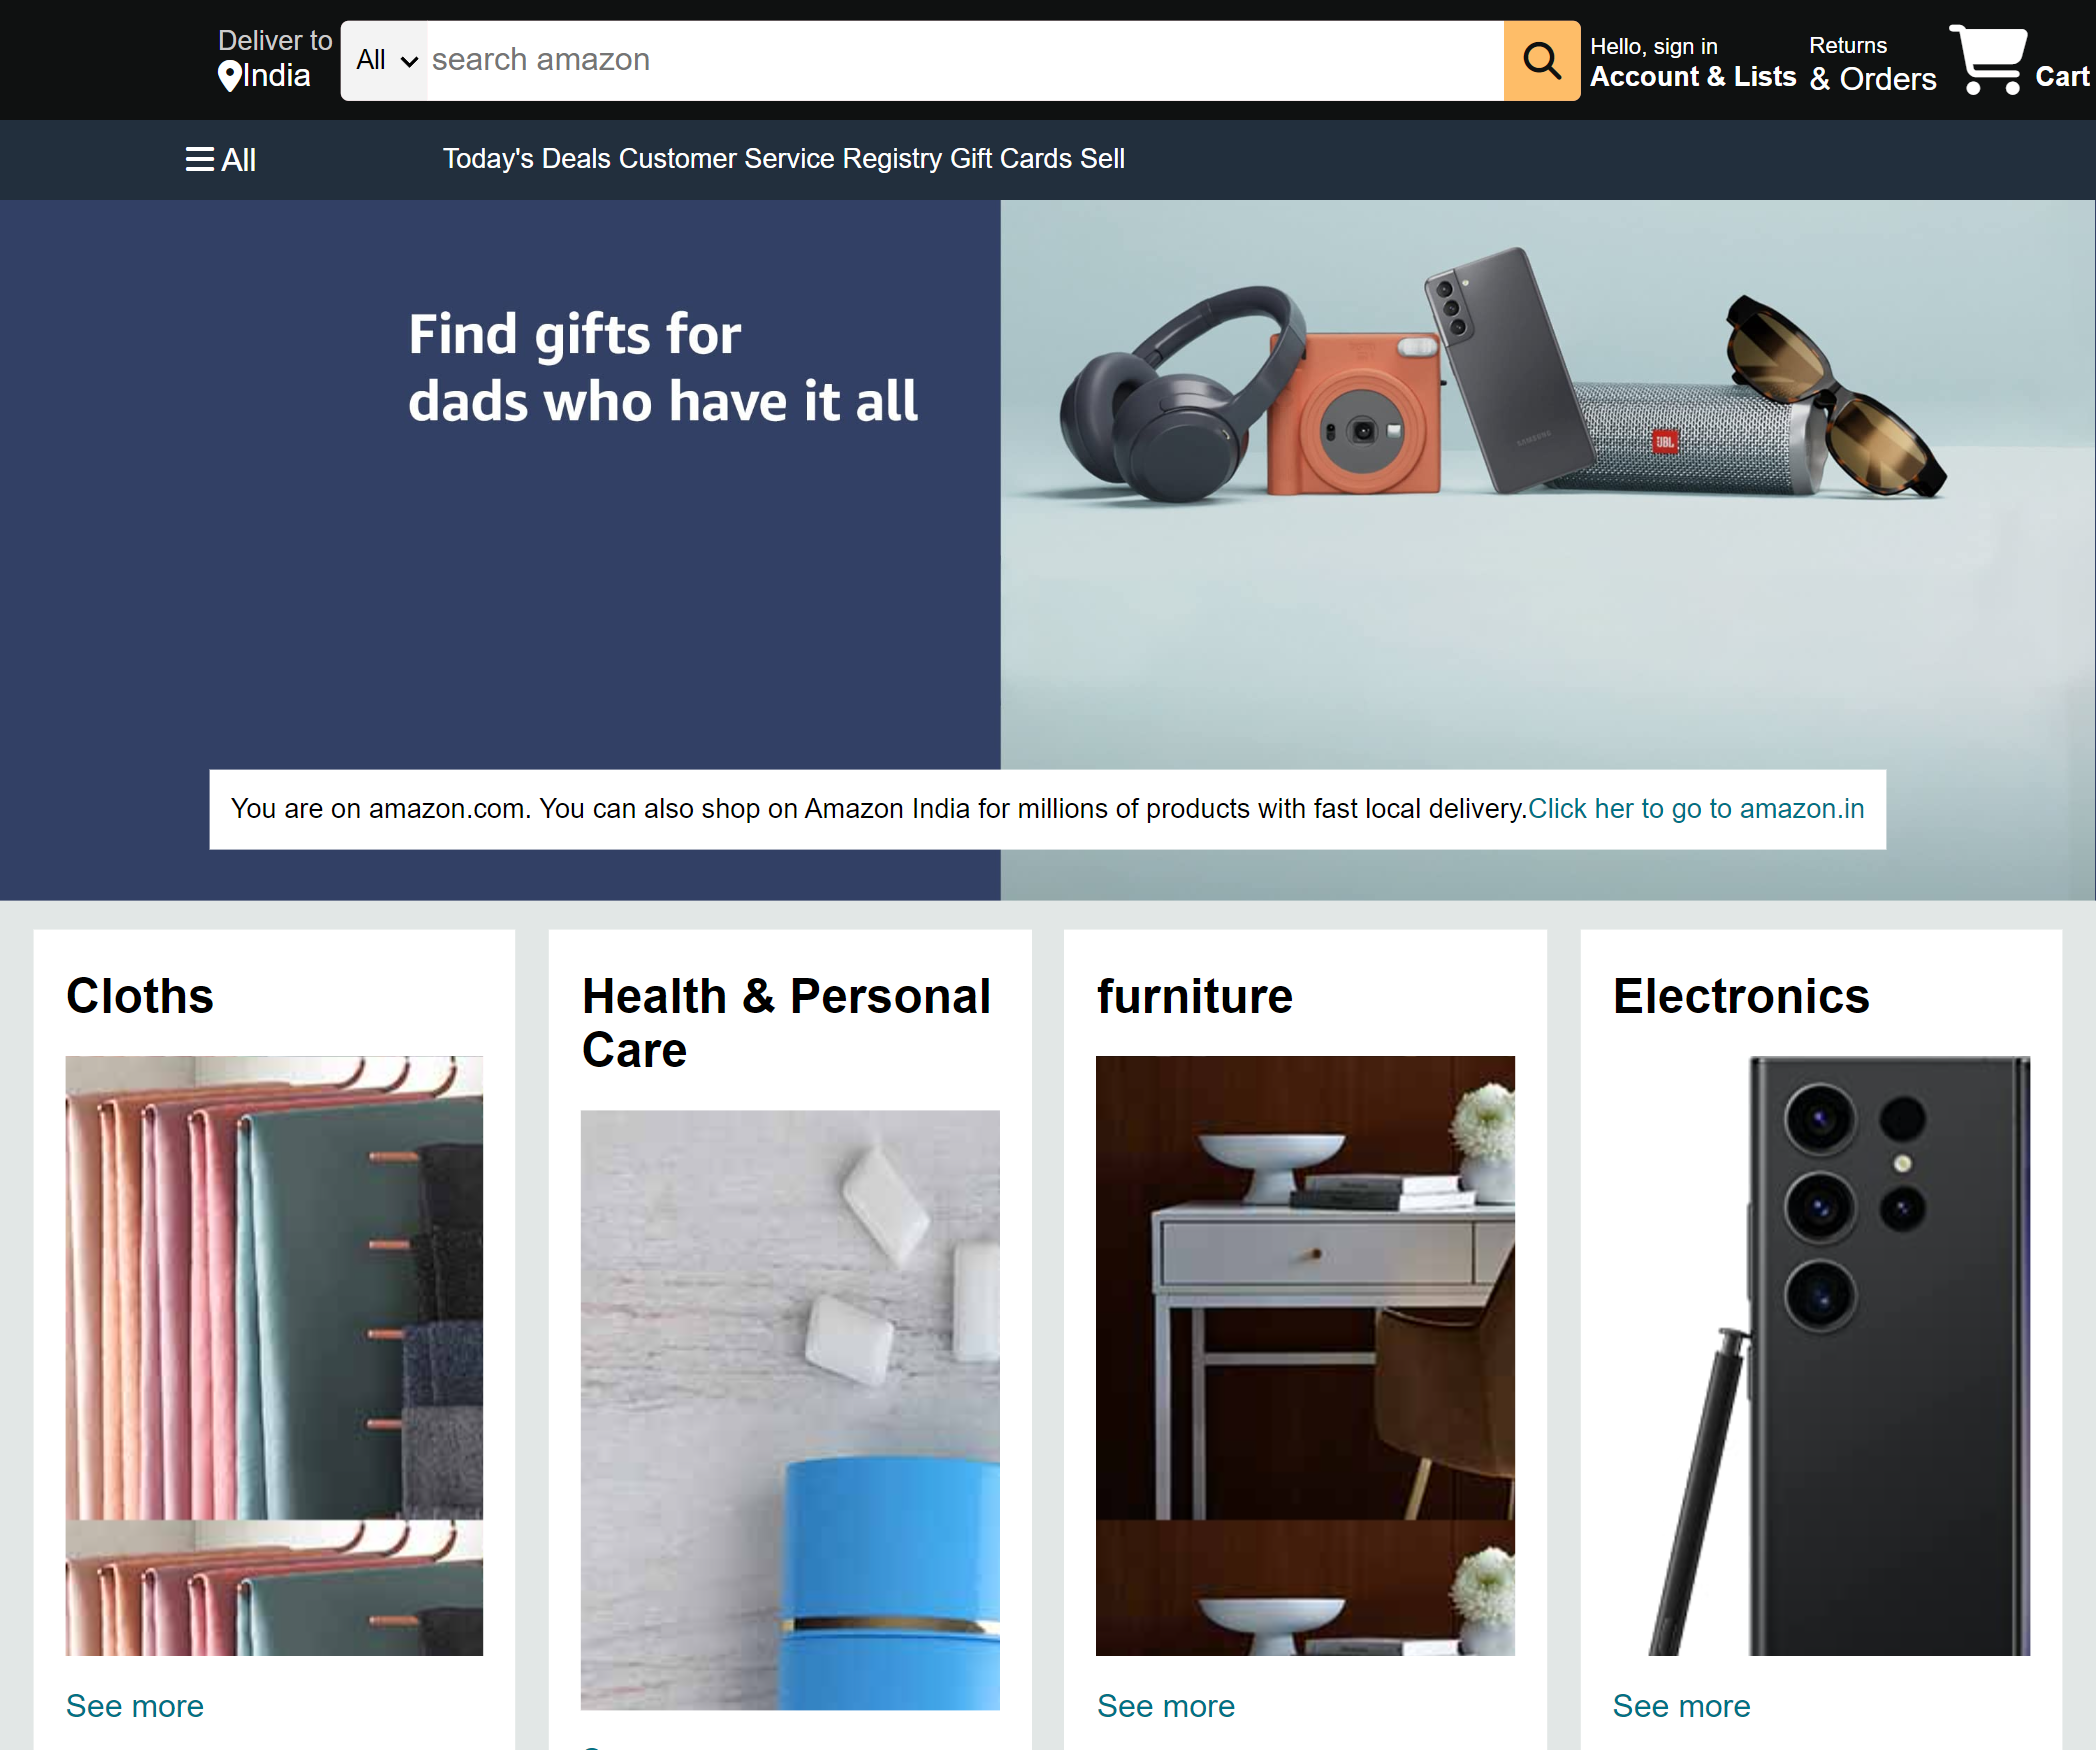 Deliver to
India
All
search amazon
Hello, sign in
Account & Lists
Returns
& Orders
Cart
All
Today's Deals Customer Service Registry Gift Cards Sell
Find gifts for
dads who have it all
SAMSUNG
JBL
You are on amazon.com. You can also shop on Amazon India for millions of products with fast local delivery.Click her to go to amazon.in
Cloths
Health & Personal
Care
furniture
Electronics
See more
See more
See more